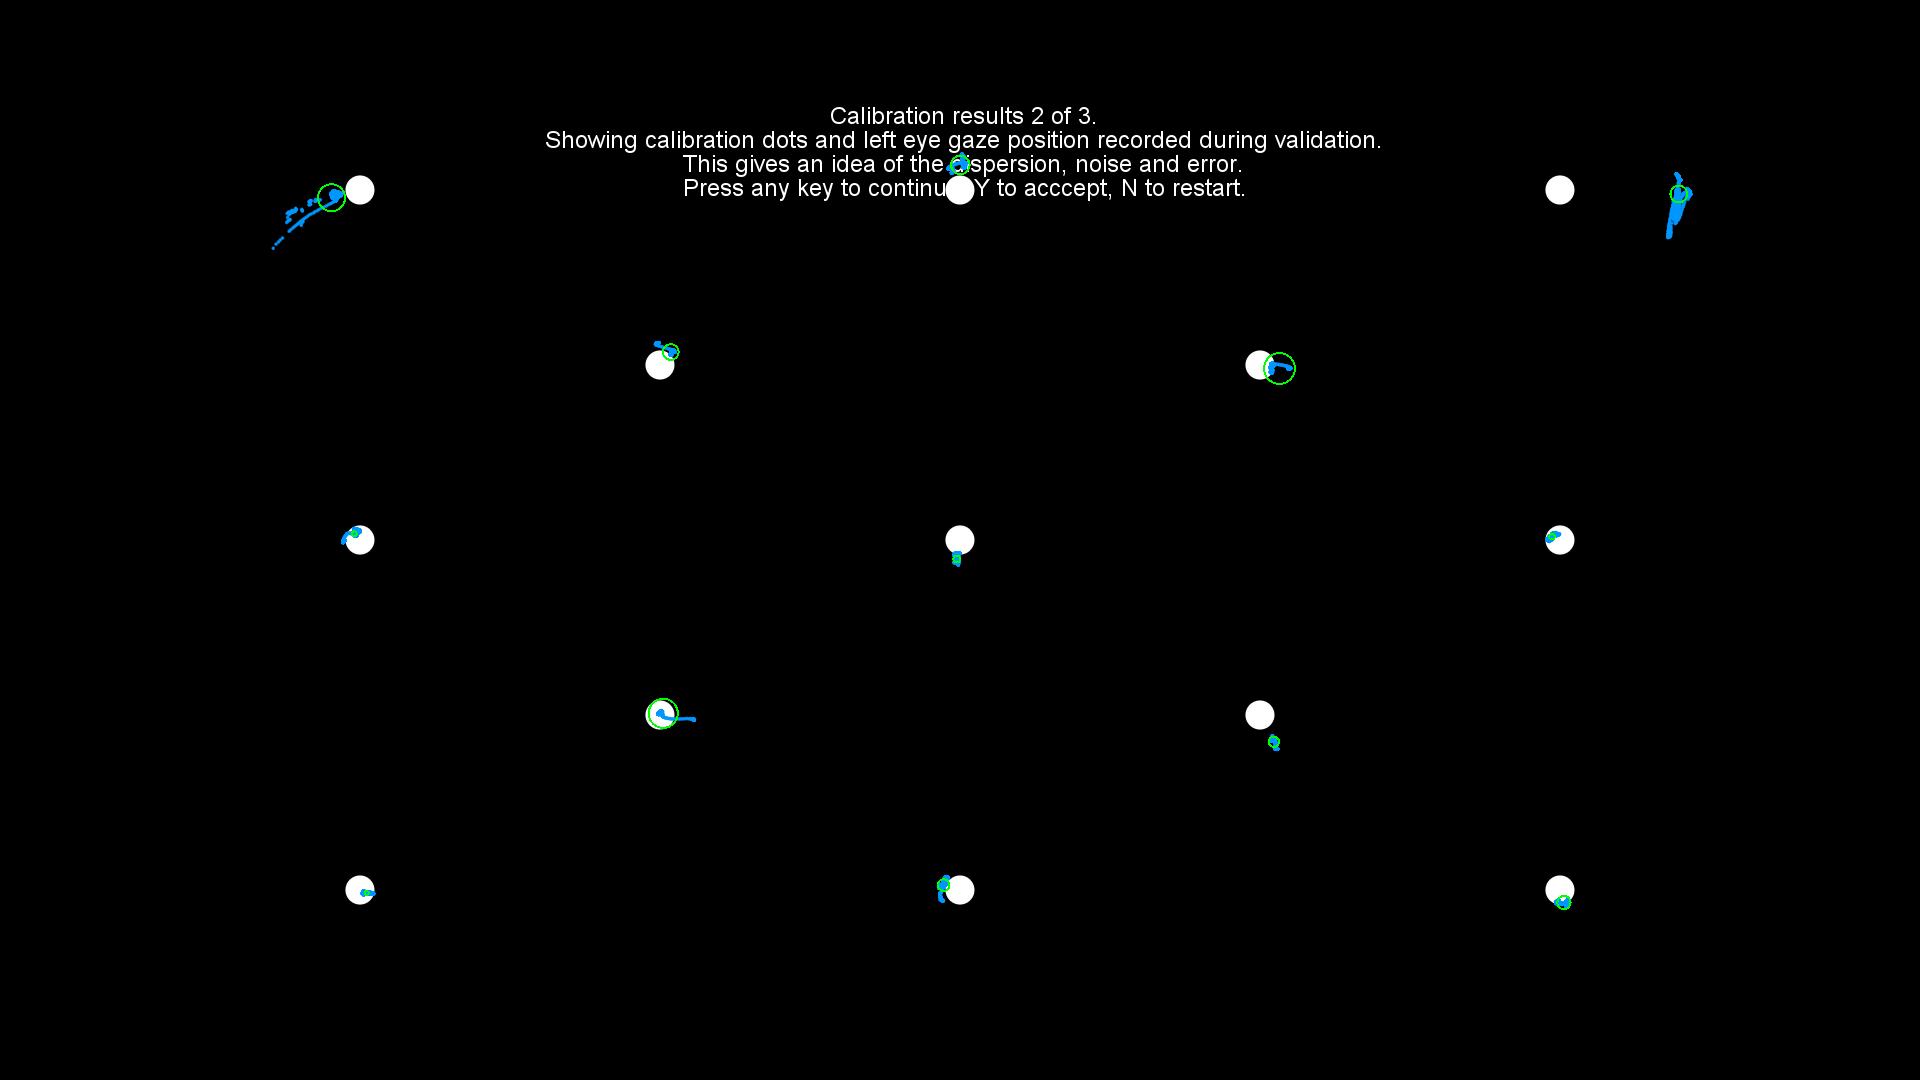 Calibration results 2 of 3.
Showing calibration dots and left eye gaze position recorded during validation.
This gives an idea of the dispersion, noise and error.
Press any key to continue, Y to acccept, N to restart.